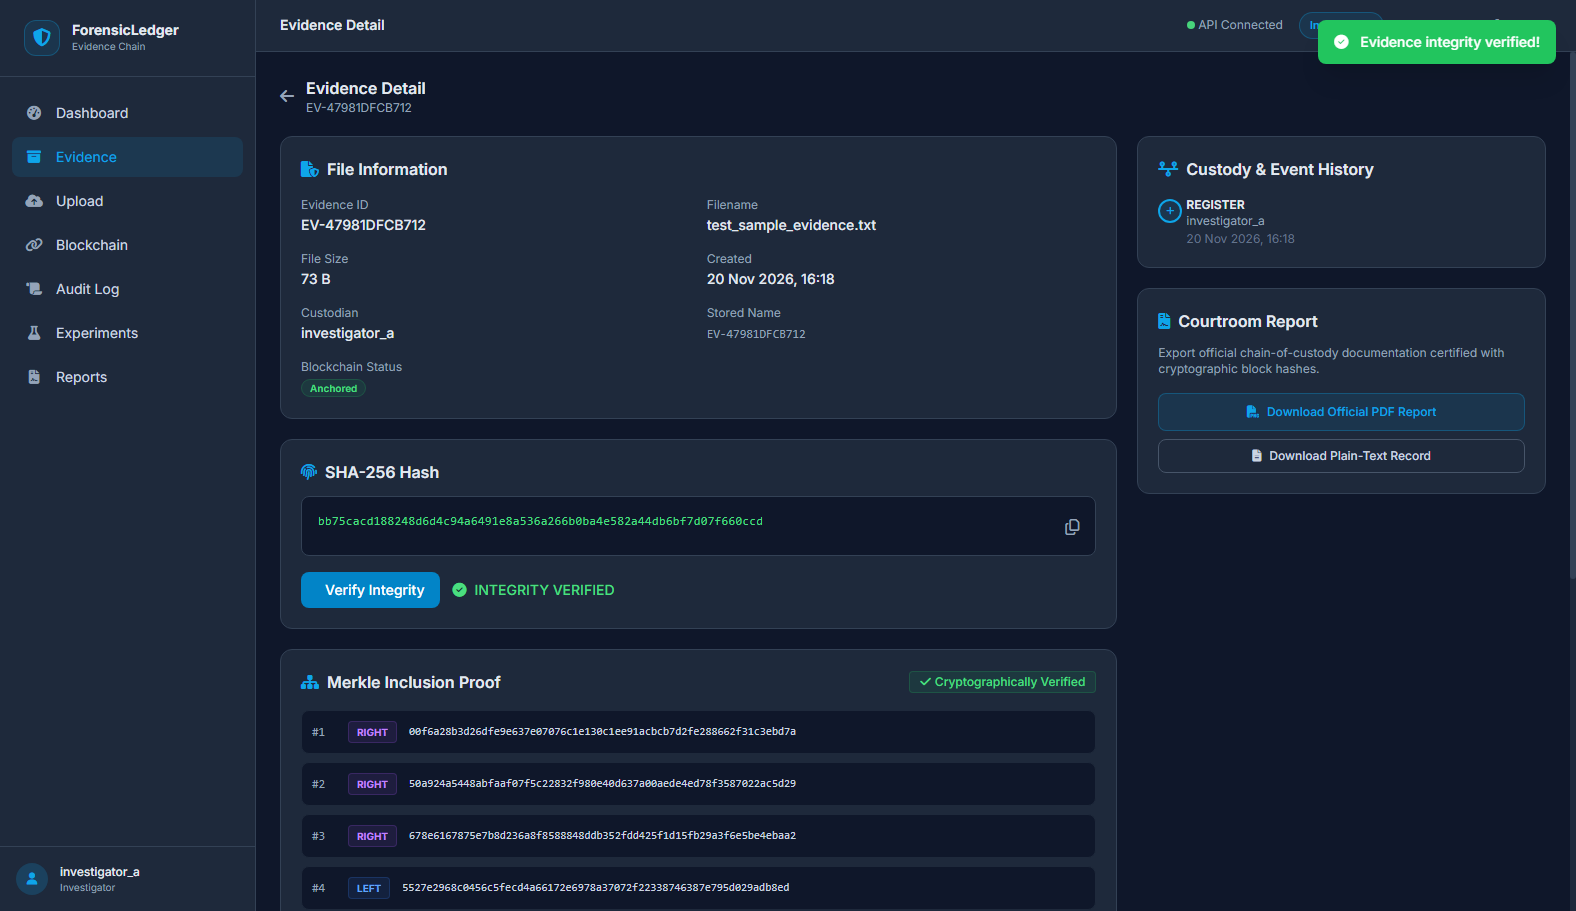 ForensicLedger
Evidence Chain
Dashboard
Evidence
Upload
Blockchain
Audit Log
Experiments
Reports
investigator_a
Investigator
Evidence Detail
API Connected
Evidence integrity verified!
Evidence Detail
EV-47981DFCB712
File Information
Evidence ID
EV-47981DFCB712
Filename
test_sample_evidence.txt
File Size
73 B
Created
20 Nov 2026, 16:18
Custodian
investigator_a
Stored Name
EV-47981DFCB712
Blockchain Status
Anchored
SHA-256 Hash
bb75cacd188248d6d4c94a6491e8a536a266b0ba4e582a44db6bf7d07f660ccd
Verify Integrity
INTEGRITY VERIFIED
Merkle Inclusion Proof
Cryptographically Verified
#1 RIGHT 00f6a28b3d26dfe9e637e07076c1e130c1ee91acbcb7d2fe288662f31c3ebd7a
#2 RIGHT 50a924a5448abfaaf07f5c22832f980e40d637a00aede4ed78f3587022ac5d29
#3 RIGHT 678e6167875e7b8d236a8f8588848ddb352fdd425f1d15fb29a3f6e5be4ebaa2
#4 LEFT 5527e2968c0456c5fecd4a66172e6978a37072f22338746387e795d029adb8ed
Custody & Event History
REGISTER
investigator_a
20 Nov 2026, 16:18
Courtroom Report
Export official chain-of-custody documentation certified with
cryptographic block hashes.
Download Official PDF Report
Download Plain-Text Record